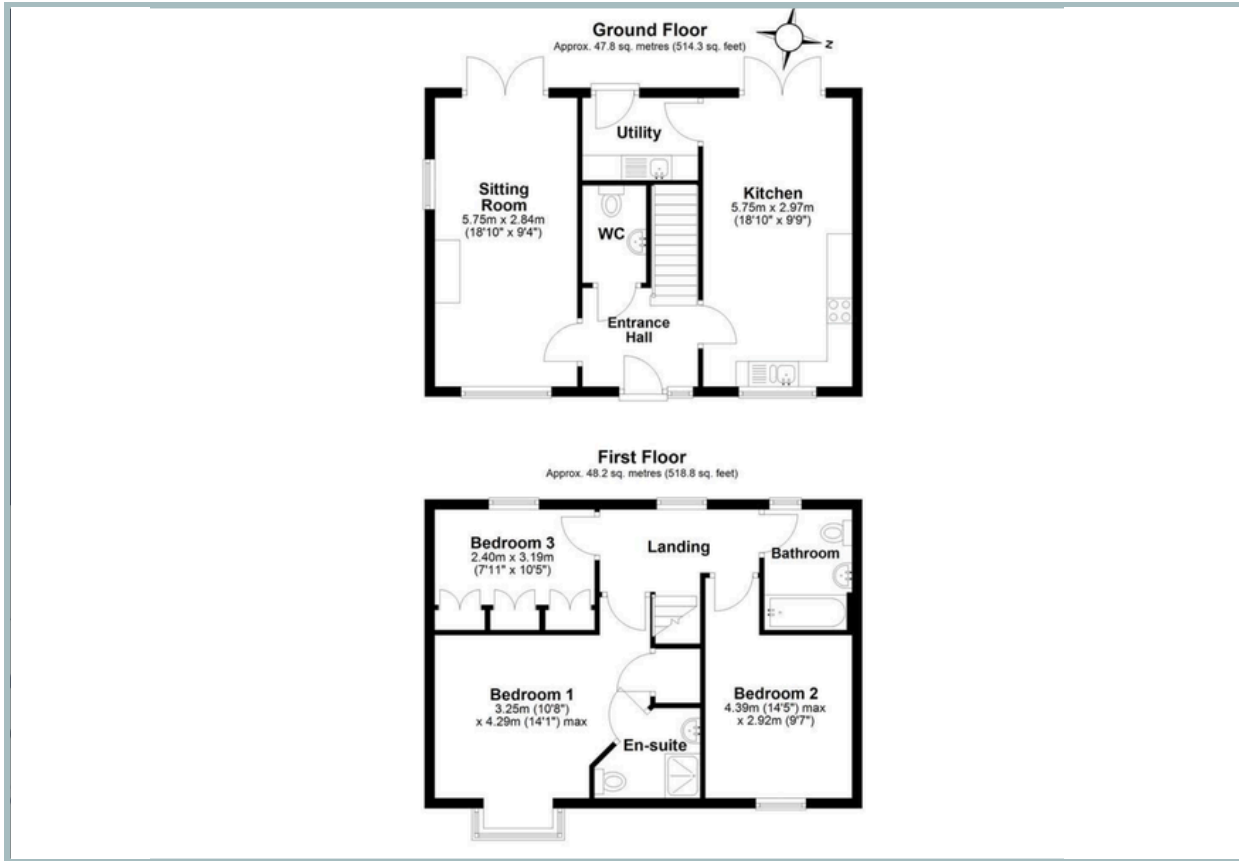 Ground Floor
Approx. 47.8 sq. metres (514.3 sq. feet)
N
Utility
Sitting
Room
5.75m x 2.84m
(18'10" x 9'4")
Kitchen
5.75m x 2.97m
(18'10" x 9'9")
WC
Entrance
Hall
First Floor
Approx. 48.2 sq. metres (518.8 sq. feet)
Bedroom 3
2.40m x 3.19m
(7'11" x 10'5")
Landing
Bathroom
Bedroom 1
3.25m (10'8")
x 4.29m (14'1") max
Bedroom 2
4.39m (14'5") max
x 2.92m (9'7")
En-suite